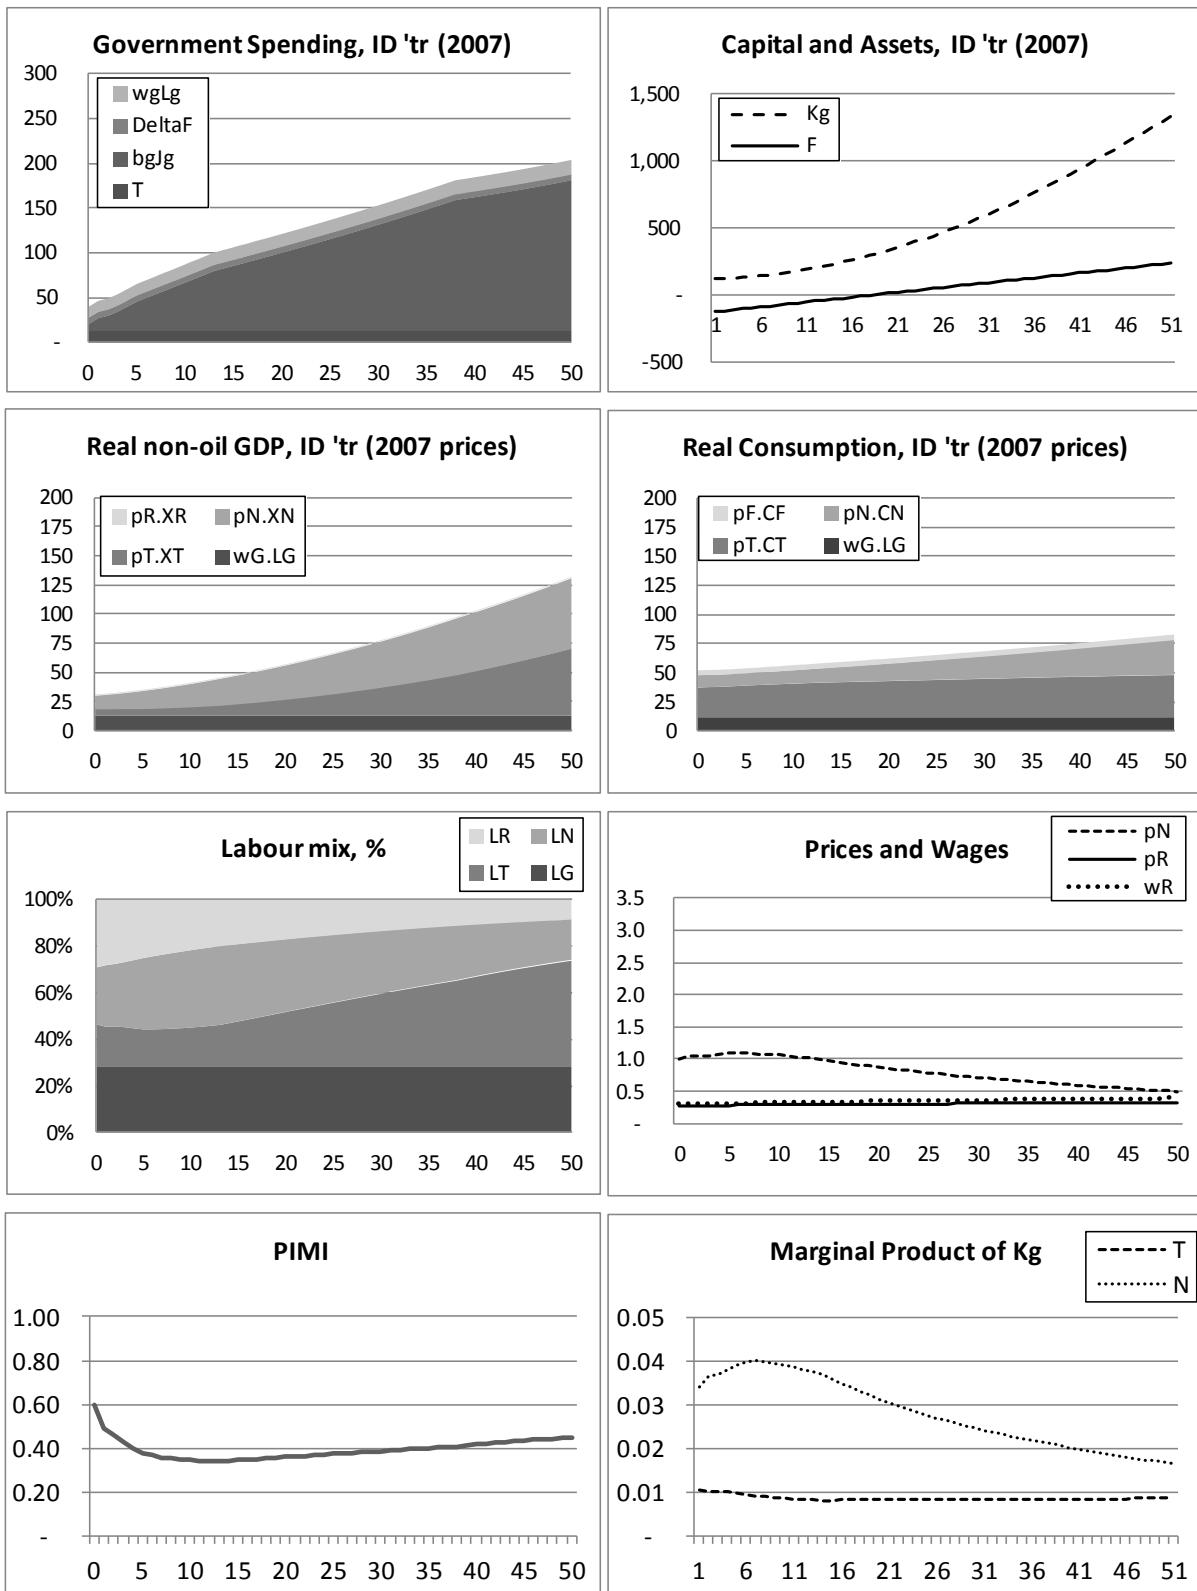 Government Spending, ID 'tr (2007)
300
250
200
150
100
50
-
wgLg
DeltaF
bgJg
T
0 5 10 15 20 25 30 35 40 45 50
Capital and Assets, ID 'tr (2007)
1,500
1,000
500
-
-500
Kg
F
1 6 11 16 21 26 31 36 41 46 51
Real non-oil GDP, ID 'tr (2007 prices)
200
175
150
125
100
75
50
25
0
pR.XR pN.XN
pT.XT wG.LG
0 5 10 15 20 25 30 35 40 45 50
Real Consumption, ID 'tr (2007 prices)
200
175
150
125
100
75
50
25
0
pF.CF pN.CN
pT.CT wG.LG
0 5 10 15 20 25 30 35 40 45 50
Labour mix, %
LR LN
LT LG
100%
80%
60%
40%
20%
0%
0 5 10 15 20 25 30 35 40 45 50
Prices and Wages
pN
pR
wR
3.5
3.0
2.5
2.0
1.5
1.0
0.5
-
0 5 10 15 20 25 30 35 40 45 50
PIMI
1.00
0.80
0.60
0.40
0.20
-
0 5 10 15 20 25 30 35 40 45 50
Marginal Product of Kg
T
N
0.05
0.04
0.03
0.02
0.01
-
1 6 11 16 21 26 31 36 41 46 51